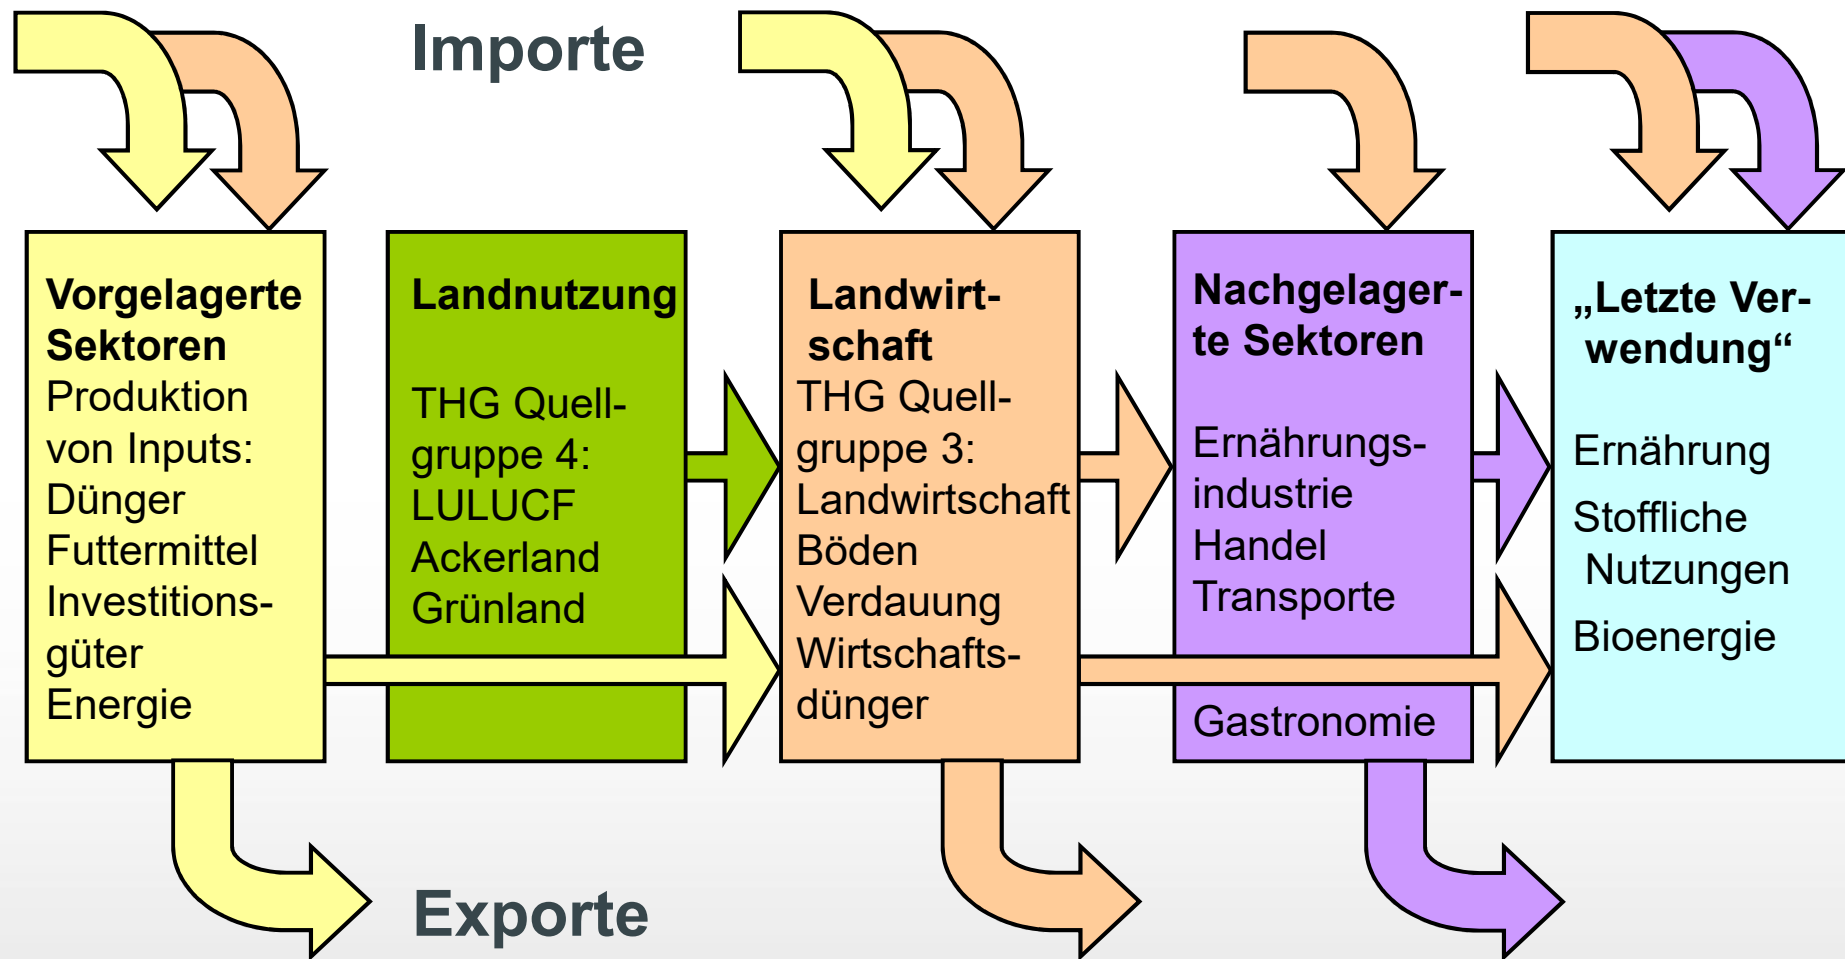 Importe
Vorgelagerte
Sektoren
Produktion
von Inputs:
Dünger
Futtermittel
Investitions-
güter
Energie
Landnutzung
THG Quell-
gruppe 4:
LULUCF
Ackerland
Grünland
Landwirt-
schaft
THG Quell-
gruppe 3:
Landwirtschaft
Böden
Verdauung
Wirtschafts-
dünger
Nachgelager-
te Sektoren
Ernährungs-
industrie
Handel
Transporte
Gastronomie
„Letzte Ver-
wendung“
Ernährung
Stoffliche
Nutzungen
Bioenergie
Exporte